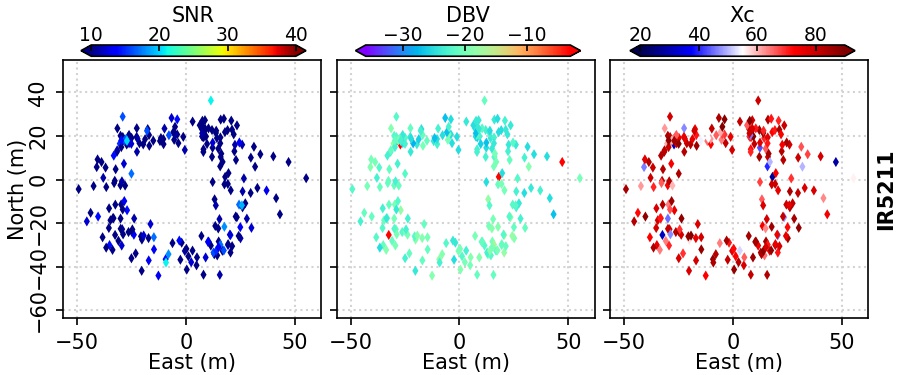 SNR DBV Xc
10 20 30 40 −30 −20 −10 20 40 60 80
40
20
0
−20
−40
−60
North (m)
−50 0 50 −50 0 50 −50 0 50
East (m) East (m) East (m)
IR5211